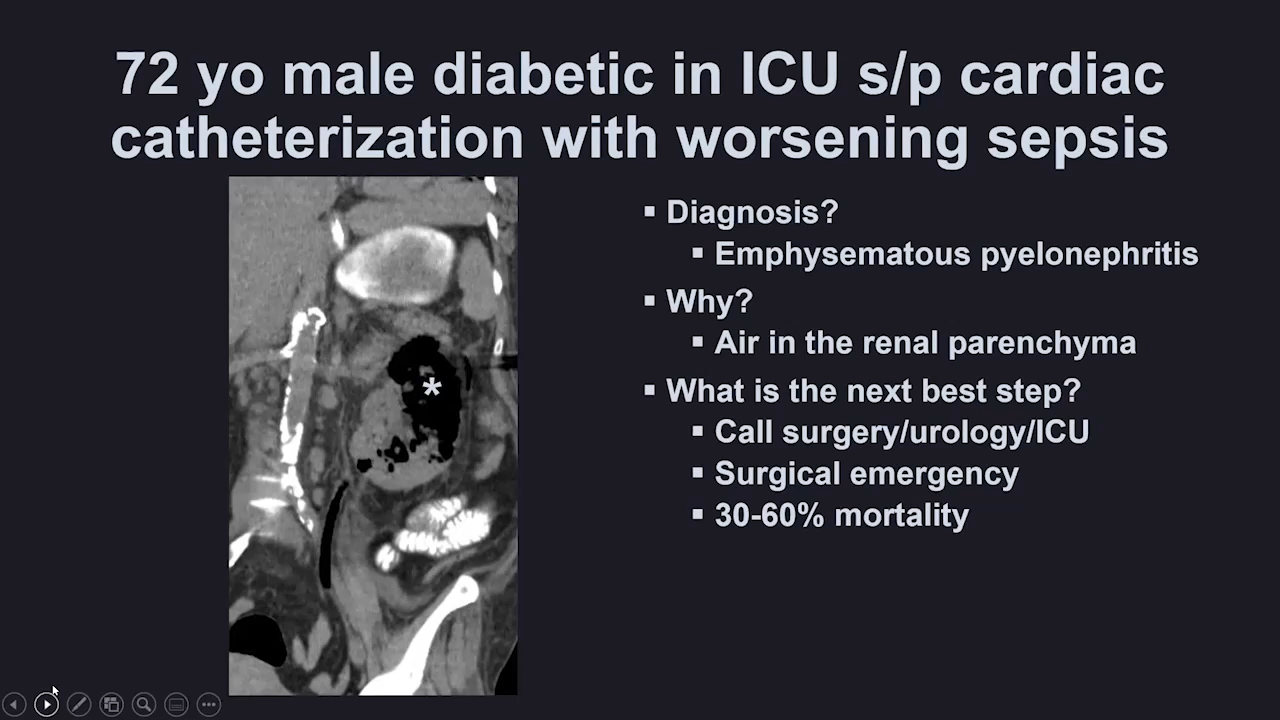 72 yo male diabetic in ICU s/p cardiac
catheterization with worsening sepsis
▪ Diagnosis?
▪ Emphysematous pyelonephritis
▪ Why?
▪ Air in the renal parenchyma
▪ What is the next best step?
▪ Call surgery/urology/ICU
▪ Surgical emergency
▪ 30-60% mortality
*